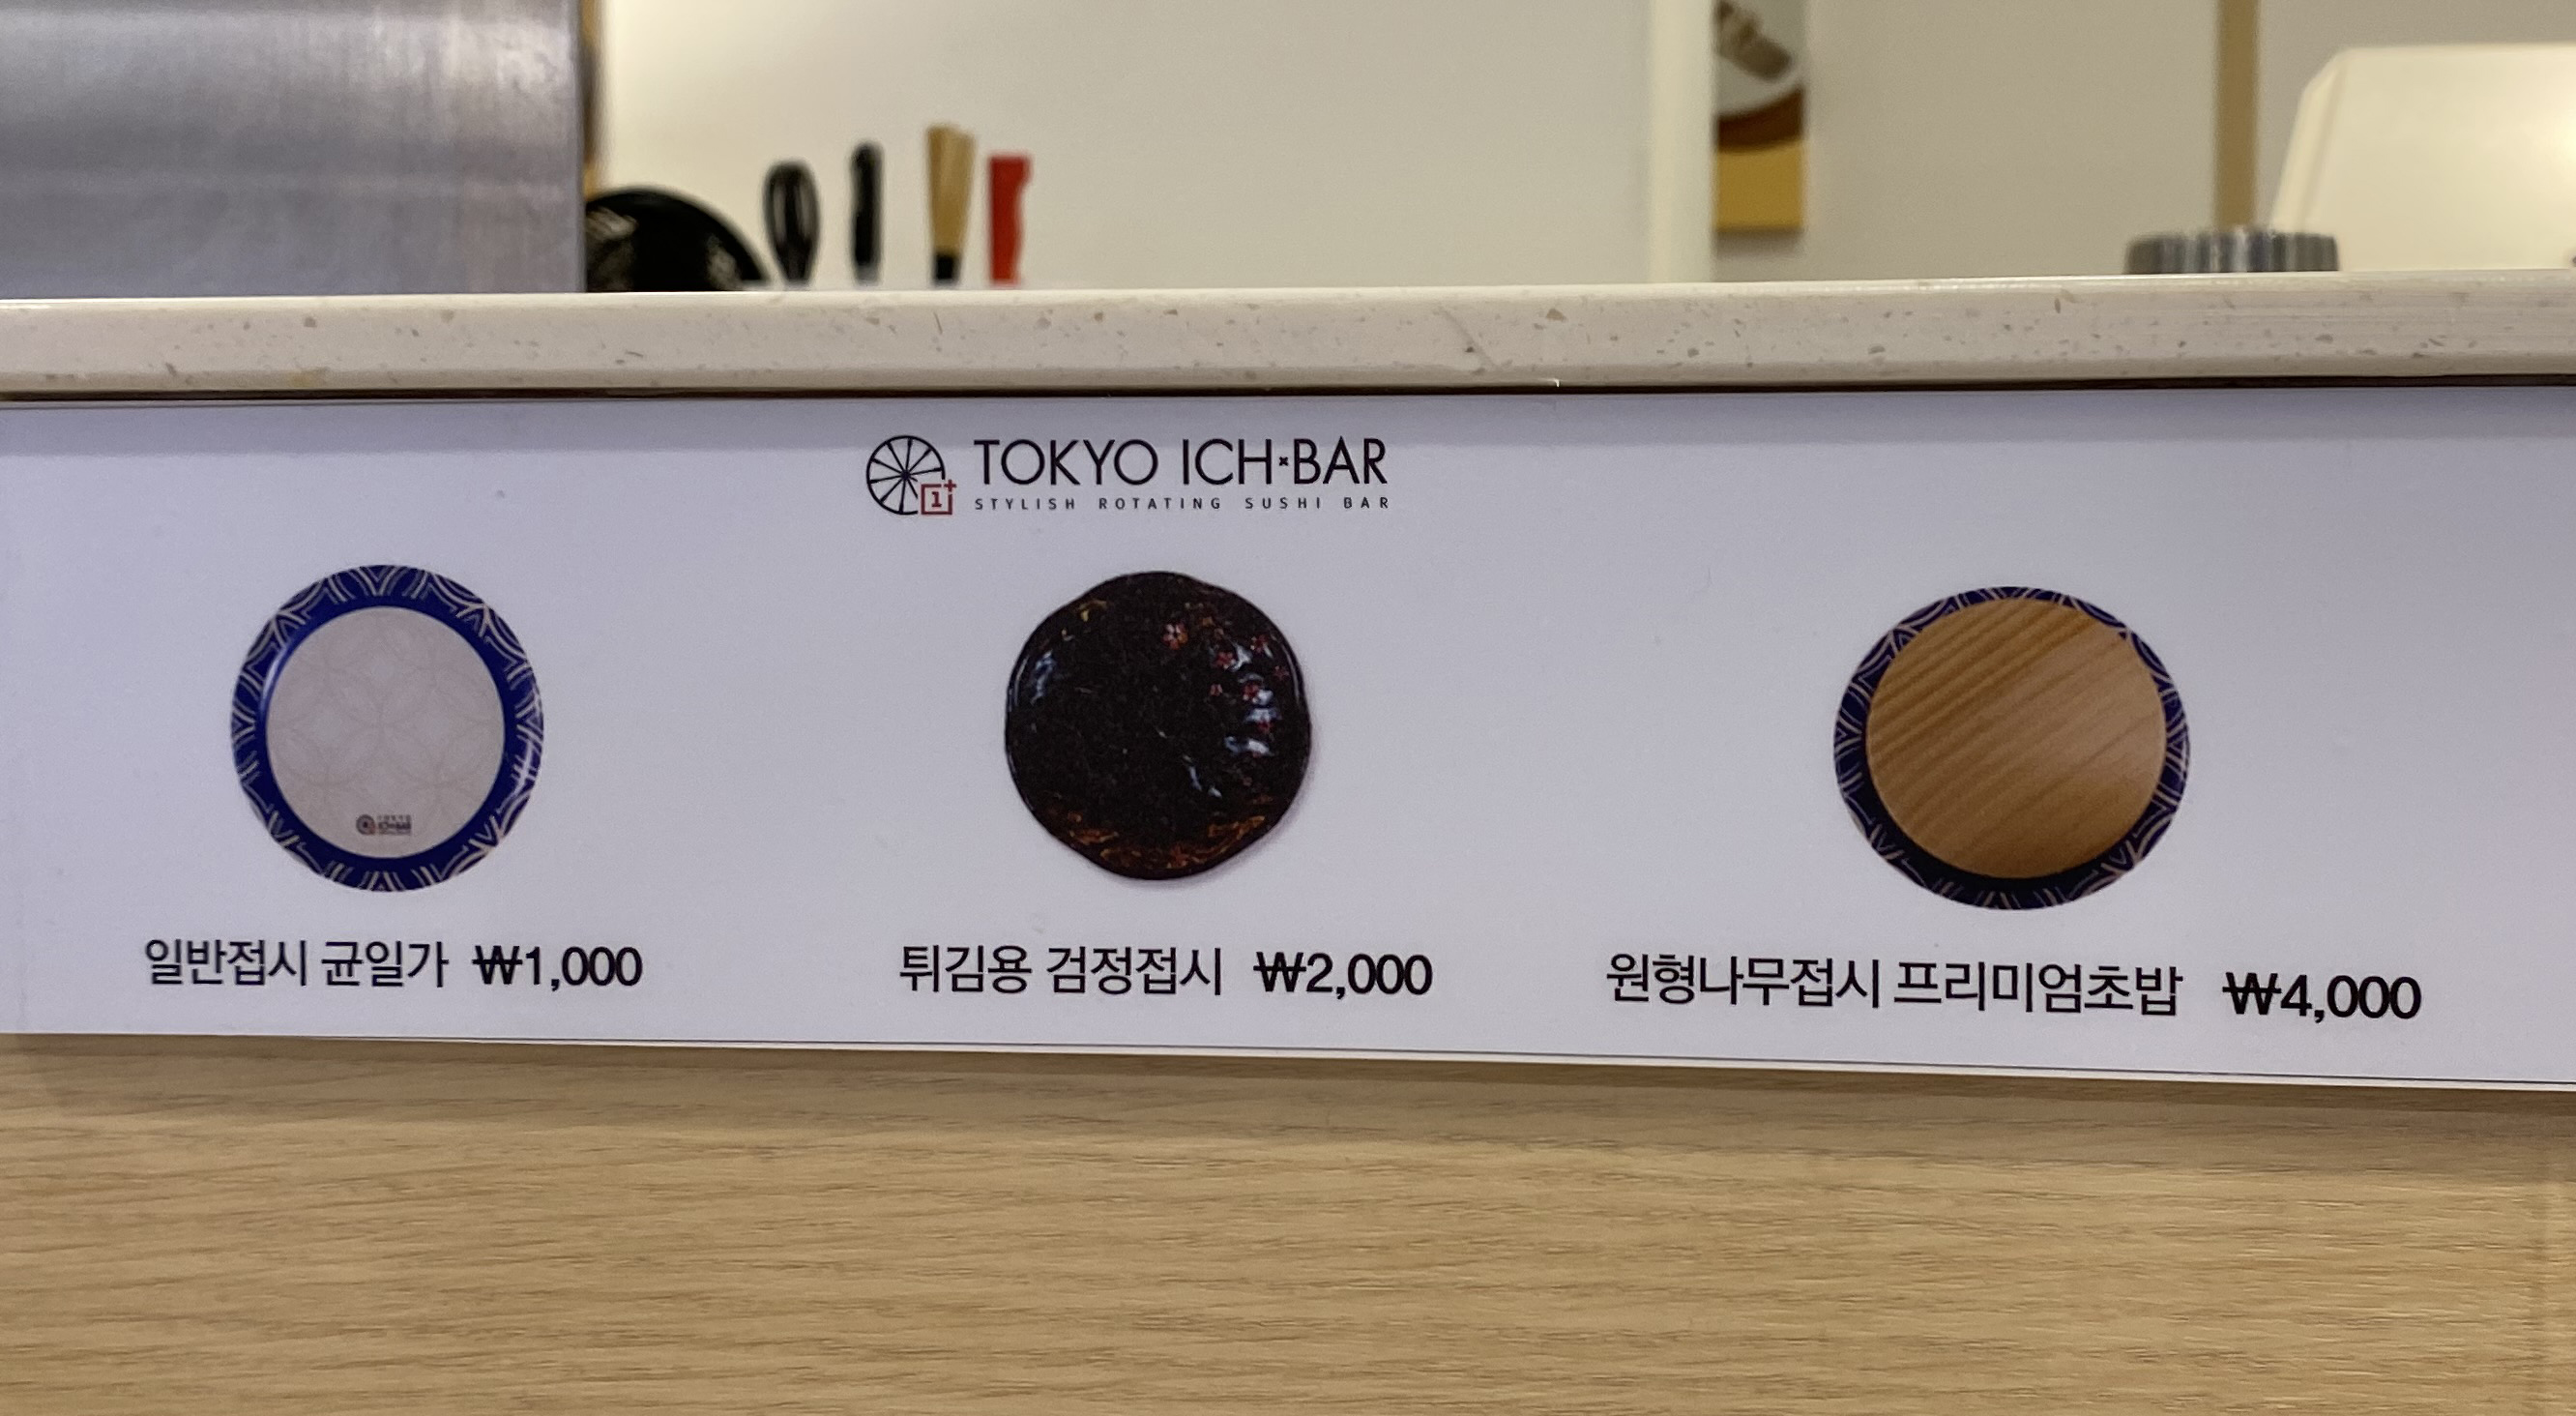 TOKYO ICH·BAR
1+
STYLISH ROTATING SUSHI BAR
일반접시 균일가 ₩1,000
튀김용 검정접시 ₩2,000
원형나무접시 프리미엄초밥 ₩4,000